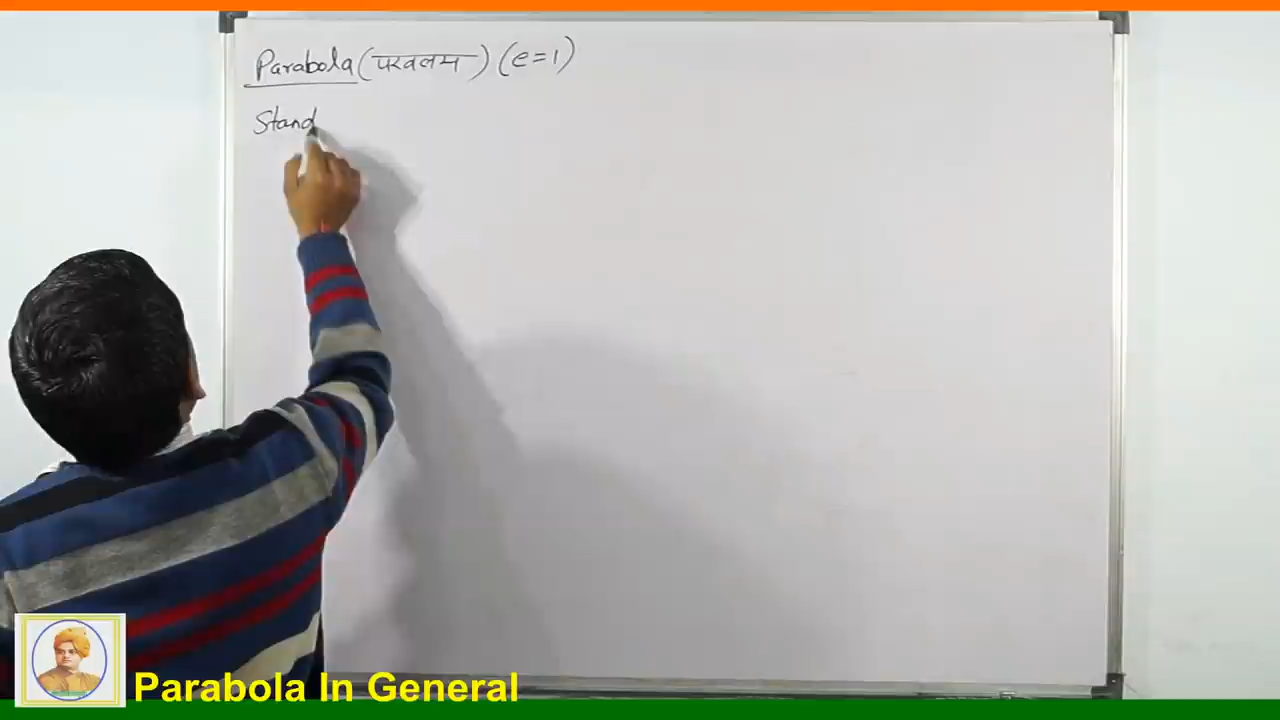 Parabola (परवलय) (e=1)
Stand
Parabola In General